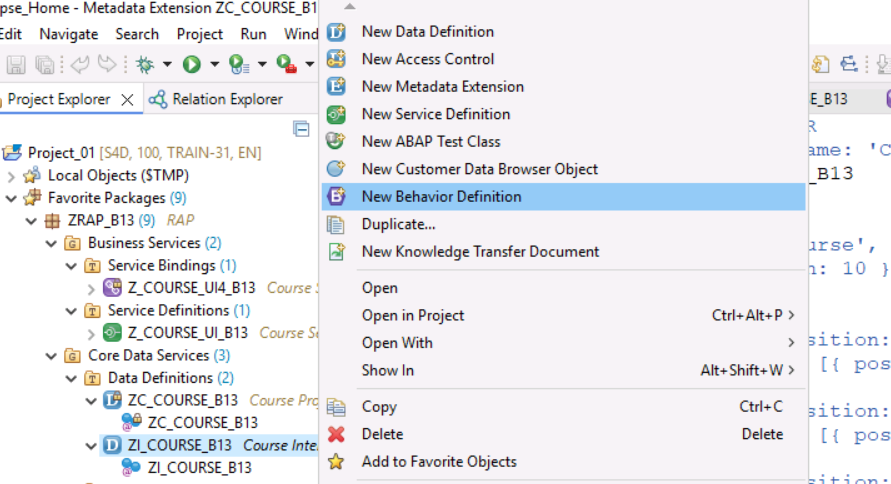 pse_Home - Metadata Extension ZC_COURSE_B1
Edit Navigate Search Project Run Wind
Project Explorer
Relation Explorer
Project_01 [S4D, 100, TRAIN-31, EN]
Local Objects ($TMP)
Favorite Packages (9)
ZRAP_B13 (9) RAP
Business Services (2)
Service Bindings (1)
Z_COURSE_UI4_B13 Course S
Service Definitions (1)
Z_COURSE_UI_B13 Course Se
Core Data Services (3)
Data Definitions (2)
ZC_COURSE_B13 Course Pro
ZC_COURSE_B13
ZI_COURSE_B13 Course Inte
ZI_COURSE_B13
New Data Definition
New Access Control
New Metadata Extension
New Service Definition
New ABAP Test Class
New Customer Data Browser Object
New Behavior Definition
Duplicate...
New Knowledge Transfer Document
Open
Open in Project Ctrl+Alt+P >
Open With >
Show In Alt+Shift+W >
Copy Ctrl+C
Delete Delete
Add to Favorite Objects
E_B13
R
ame: 'C
_B13
urse',
n: 10 }
sition:
[{ pos
sition:
[{ pos
sition: